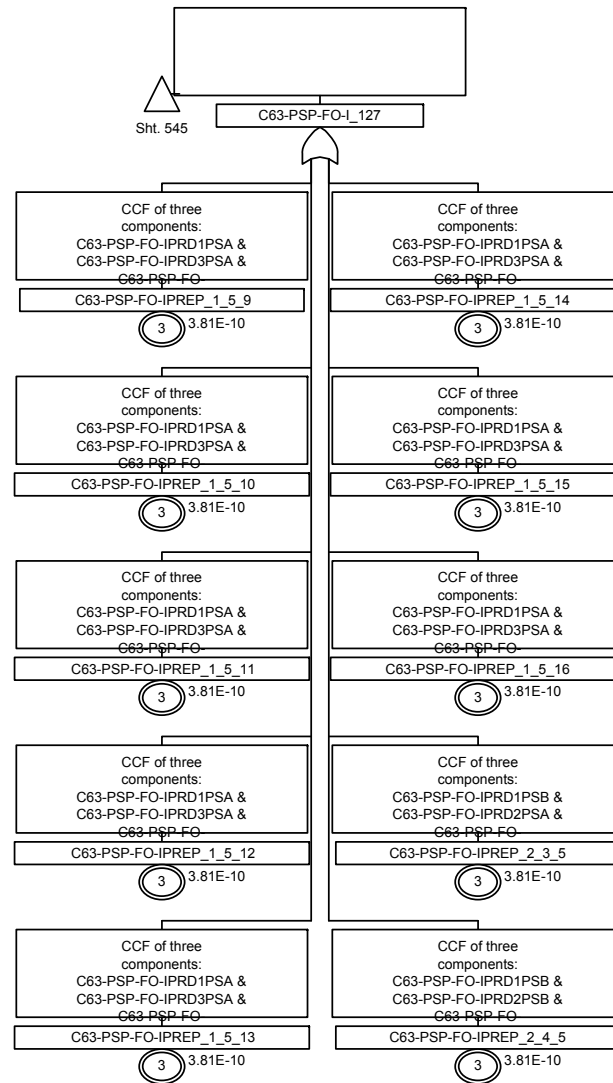 C63-PSP-FO-I_127
Sht. 545
CCF of three
components:
C63-PSP-FO-IPRD1PSA &
C63-PSP-FO-IPRD3PSA &
C63-PSP-FO-
C63-PSP-FO-IPREP_1_5_9
3
3.81E-10
CCF of three
components:
C63-PSP-FO-IPRD1PSA &
C63-PSP-FO-IPRD3PSA &
C63-PSP-FO-
C63-PSP-FO-IPREP_1_5_14
3
3.81E-10
CCF of three
components:
C63-PSP-FO-IPRD1PSA &
C63-PSP-FO-IPRD3PSA &
C63-PSP-FO-
C63-PSP-FO-IPREP_1_5_10
3
3.81E-10
CCF of three
components:
C63-PSP-FO-IPRD1PSA &
C63-PSP-FO-IPRD3PSA &
C63-PSP-FO-
C63-PSP-FO-IPREP_1_5_15
3
3.81E-10
CCF of three
components:
C63-PSP-FO-IPRD1PSA &
C63-PSP-FO-IPRD3PSA &
C63-PSP-FO-
C63-PSP-FO-IPREP_1_5_11
3
3.81E-10
CCF of three
components:
C63-PSP-FO-IPRD1PSA &
C63-PSP-FO-IPRD3PSA &
C63-PSP-FO-
C63-PSP-FO-IPREP_1_5_16
3
3.81E-10
CCF of three
components:
C63-PSP-FO-IPRD1PSA &
C63-PSP-FO-IPRD3PSA &
C63-PSP-FO-
C63-PSP-FO-IPREP_1_5_12
3
3.81E-10
CCF of three
components:
C63-PSP-FO-IPRD1PSB &
C63-PSP-FO-IPRD2PSA &
C63-PSP-FO-
C63-PSP-FO-IPREP_2_3_5
3
3.81E-10
CCF of three
components:
C63-PSP-FO-IPRD1PSA &
C63-PSP-FO-IPRD3PSA &
C63-PSP-FO-
C63-PSP-FO-IPREP_1_5_13
3
3.81E-10
CCF of three
components:
C63-PSP-FO-IPRD1PSB &
C63-PSP-FO-IPRD2PSB &
C63-PSP-FO-
C63-PSP-FO-IPREP_2_4_5
3
3.81E-10